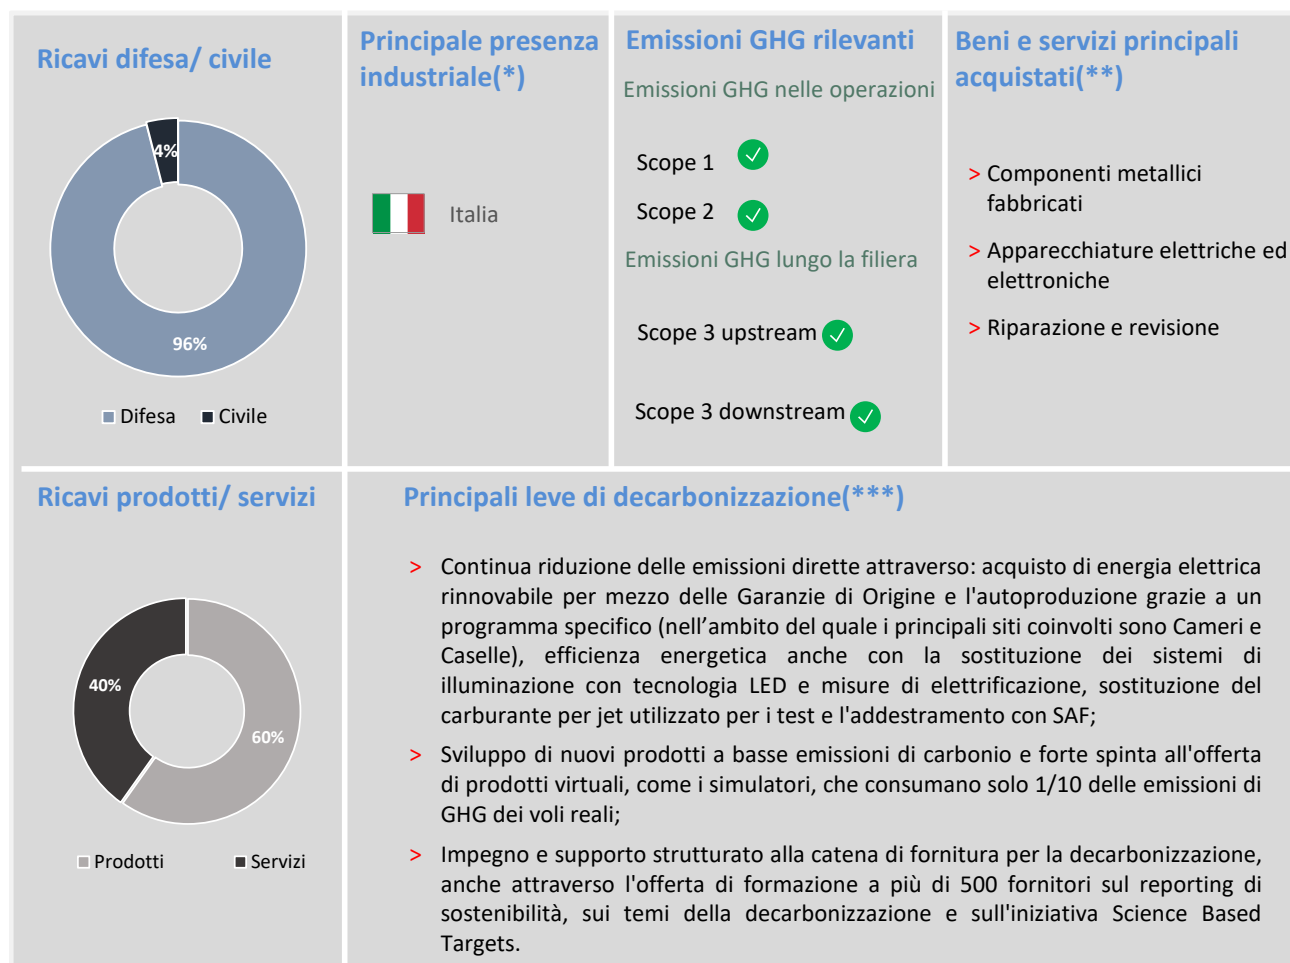 Ricavi difesa/ civile
4%
96%
Difesa
Civile
Principale presenza
industriale(*)
Italia
Emissioni GHG rilevanti
Emissioni GHG nelle operazioni
Scope 1
Scope 2
Emissioni GHG lungo la filiera
Scope 3 upstream
Scope 3 downstream
Beni e servizi principali
acquistati(**)
> Componenti metallici
fabbricati
> Apparecchiature elettriche ed
elettroniche
> Riparazione e revisione
Ricavi prodotti/ servizi
40%
60%
Prodotti
Servizi
Principali leve di decarbonizzazione(***)
> Continua riduzione delle emissioni dirette attraverso: acquisto di energia elettrica
rinnovabile per mezzo delle Garanzie di Origine e l'autoproduzione grazie a un
programma specifico (nell’ambito del quale i principali siti coinvolti sono Cameri e
Caselle), efficienza energetica anche con la sostituzione dei sistemi di
illuminazione con tecnologia LED e misure di elettrificazione, sostituzione del
carburante per jet utilizzato per i test e l'addestramento con SAF;
> Sviluppo di nuovi prodotti a basse emissioni di carbonio e forte spinta all'offerta
di prodotti virtuali, come i simulatori, che consumano solo 1/10 delle emissioni di
GHG dei voli reali;
> Impegno e supporto strutturato alla catena di fornitura per la decarbonizzazione,
anche attraverso l'offerta di formazione a più di 500 fornitori sul reporting di
sostenibilità, sui temi della decarbonizzazione e sull'iniziativa Science Based
Targets.